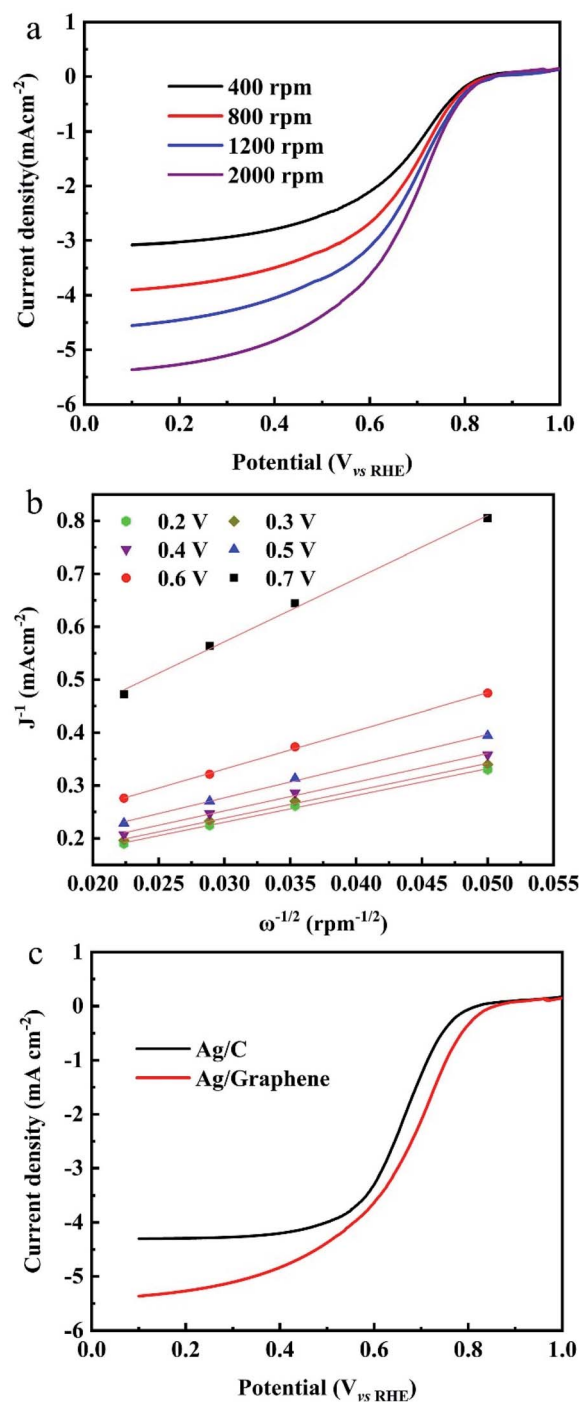 a
400 rpm
800 rpm
1200 rpm
2000 rpm
Current density(mAcm⁻²)
1
0
-1
-2
-3
-4
-5
-6
0.0 0.2 0.4 0.6 0.8 1.0
Potential (V vs RHE)
b
0.2 V 0.3 V
0.4 V 0.5 V
0.6 V 0.7 V
J⁻¹ (mAcm⁻²)
0.8
0.7
0.6
0.5
0.4
0.3
0.2
0.020 0.025 0.030 0.035 0.040 0.045 0.050 0.055
ω⁻¹/² (rpm⁻¹/²)
c
Ag/C
Ag/Graphene
Current density (mA cm⁻²)
1
0
-1
-2
-3
-4
-5
-6
0.0 0.2 0.4 0.6 0.8 1.0
Potential (V vs RHE)